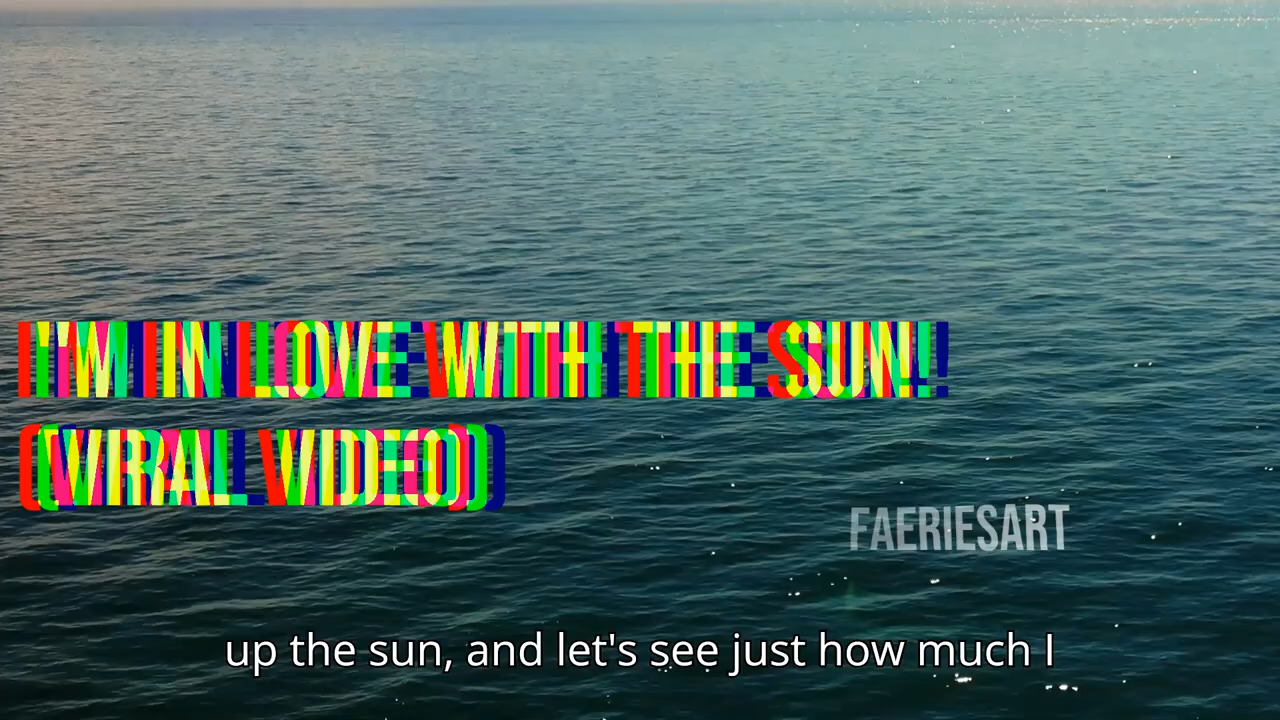 I'M IN LOVE WITH THE SUN!!
(VIRAL VIDEO)
FAERIESART
up the sun, and let's see just how much I